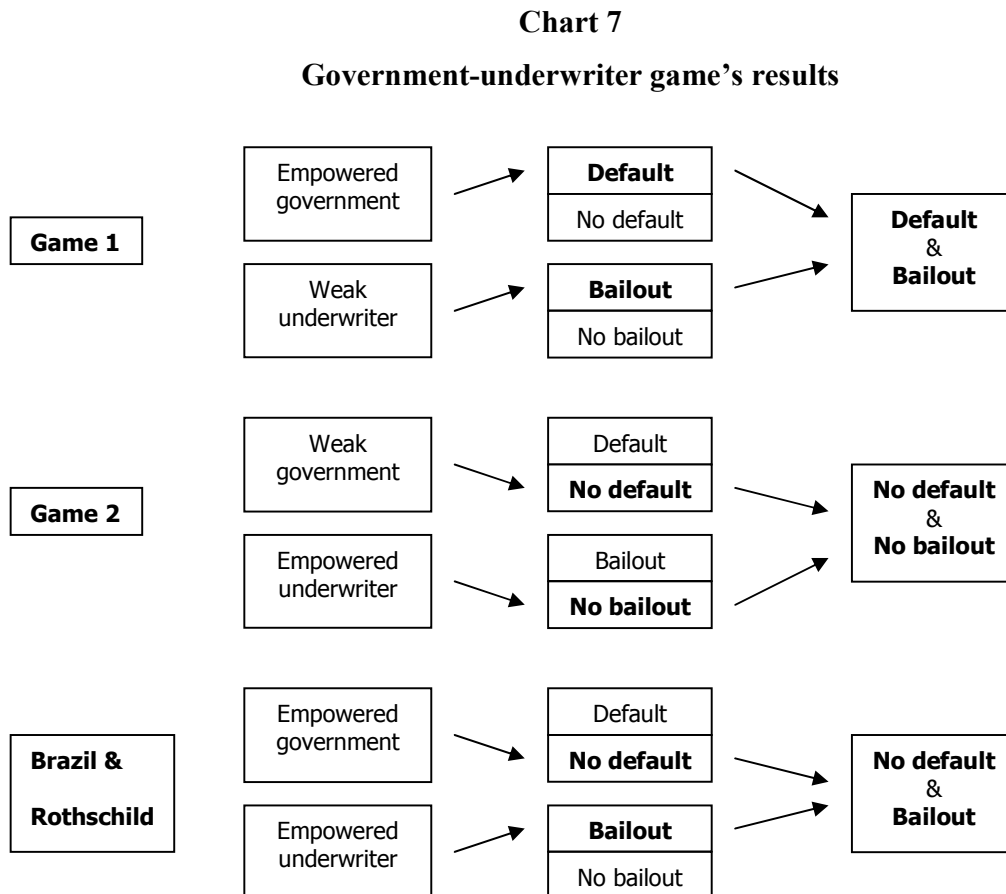 Chart 7
Government-underwriter game’s results
Game 1
Empowered
government
Default
No default
Weak
underwriter
Bailout
No bailout
Default
&
Bailout
Game 2
Weak
government
Default
No default
Empowered
underwriter
Bailout
No bailout
No default
&
No bailout
Brazil &
Rothschild
Empowered
government
Default
No default
Empowered
underwriter
Bailout
No bailout
No default
&
Bailout